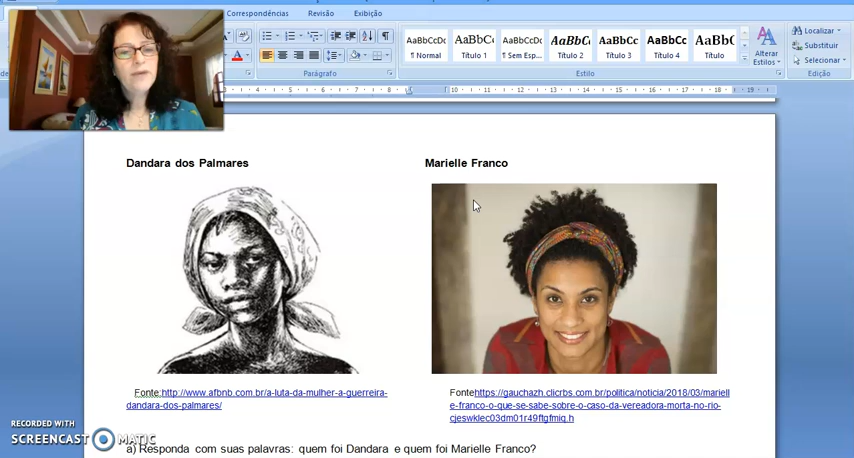 Correspondências Revisão Exibição
AaBbCcDc AaBbCc AaBbCcDc AaBbC AaBbCc AaBbCc AaBb(
¶ Normal Título 1 ¶ Sem Esp... Título 2 Título 3 Título 4 Título
Alterar
Estilos
Localizar
Substituir
Selecionar
Parágrafo Estilo Edição
Dandara dos Palmares Marielle Franco
Fonte:http://www.afbnb.com.br/a-luta-da-mulher-a-guerreira-
dandara-dos-palmares/
Fontehttps://gauchazh.clicrbs.com.br/politica/noticia/2018/03/mariell
e-franco-o-que-se-sabe-sobre-o-caso-da-vereadora-morta-no-rio-
cjeswklec03dm01r49ftgfmiq.h
RECORDED WITH
SCREENCAST MATIC
a) Responda com suas palavras: quem foi Dandara e quem foi Marielle Franco?